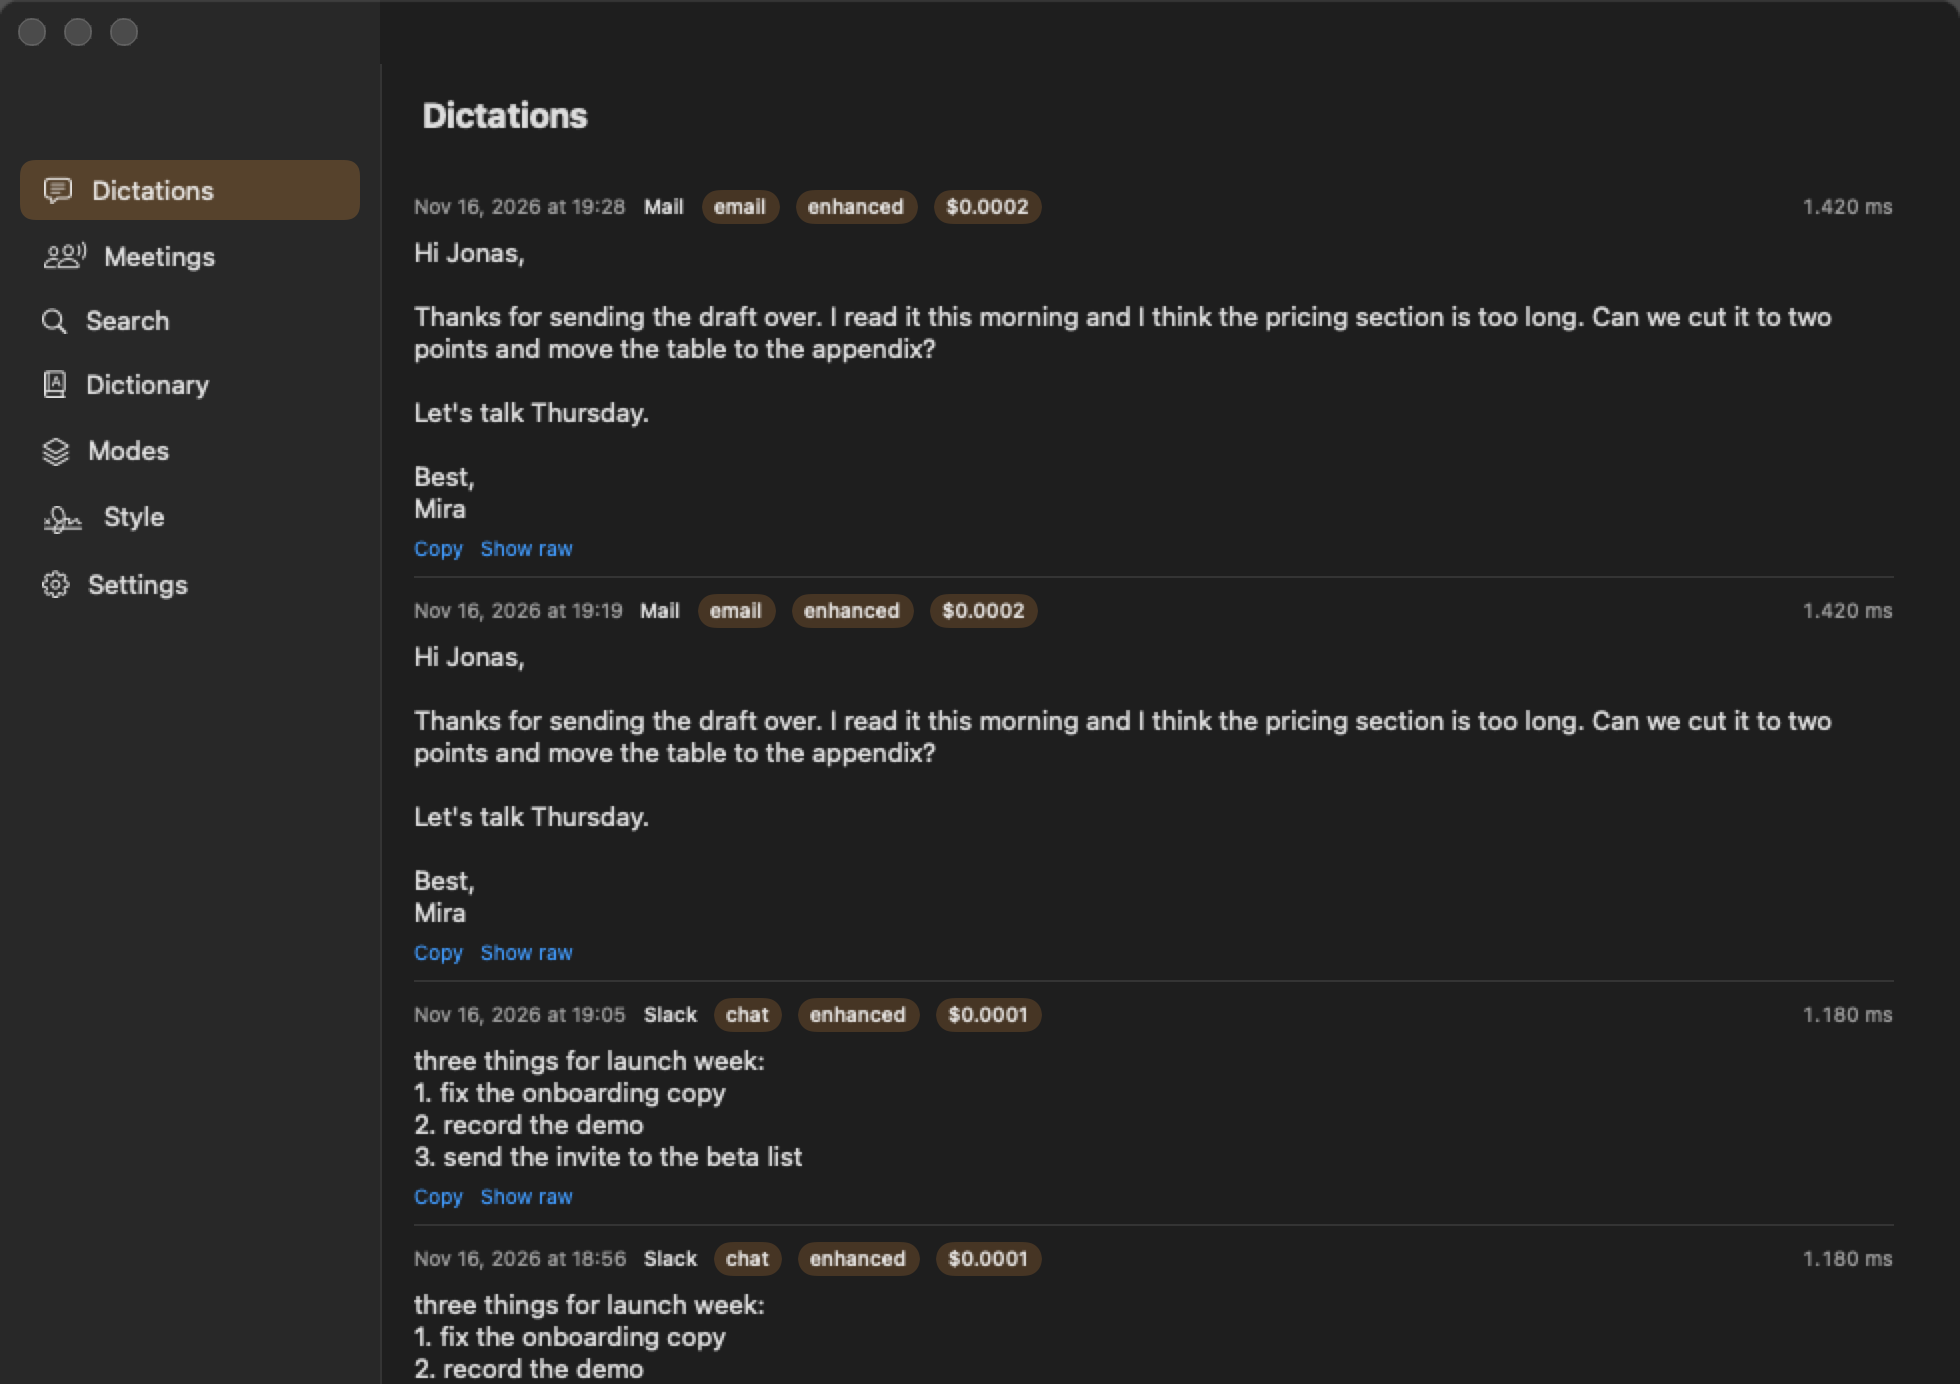 Dictations
Meetings
Search
Dictionary
Modes
Style
Settings
Dictations
Nov 16, 2026 at 19:28 Mail email enhanced $0.0002 1.420 ms
Hi Jonas,
Thanks for sending the draft over. I read it this morning and I think the pricing section is too long. Can we cut it to two
points and move the table to the appendix?
Let's talk Thursday.
Best,
Mira
Copy Show raw
Nov 16, 2026 at 19:19 Mail email enhanced $0.0002 1.420 ms
Hi Jonas,
Thanks for sending the draft over. I read it this morning and I think the pricing section is too long. Can we cut it to two
points and move the table to the appendix?
Let's talk Thursday.
Best,
Mira
Copy Show raw
Nov 16, 2026 at 19:05 Slack chat enhanced $0.0001 1.180 ms
three things for launch week:
1. fix the onboarding copy
2. record the demo
3. send the invite to the beta list
Copy Show raw
Nov 16, 2026 at 18:56 Slack chat enhanced $0.0001 1.180 ms
three things for launch week:
1. fix the onboarding copy
2. record the demo